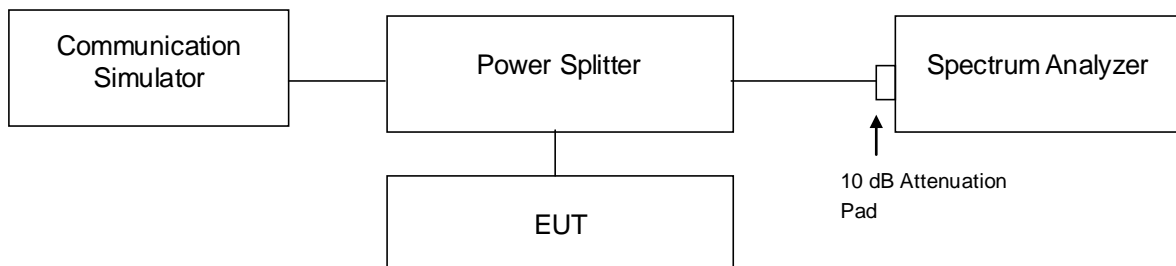 Communication
Simulator
Power Splitter
Spectrum Analyzer
10 dB Attenuation
Pad
EUT